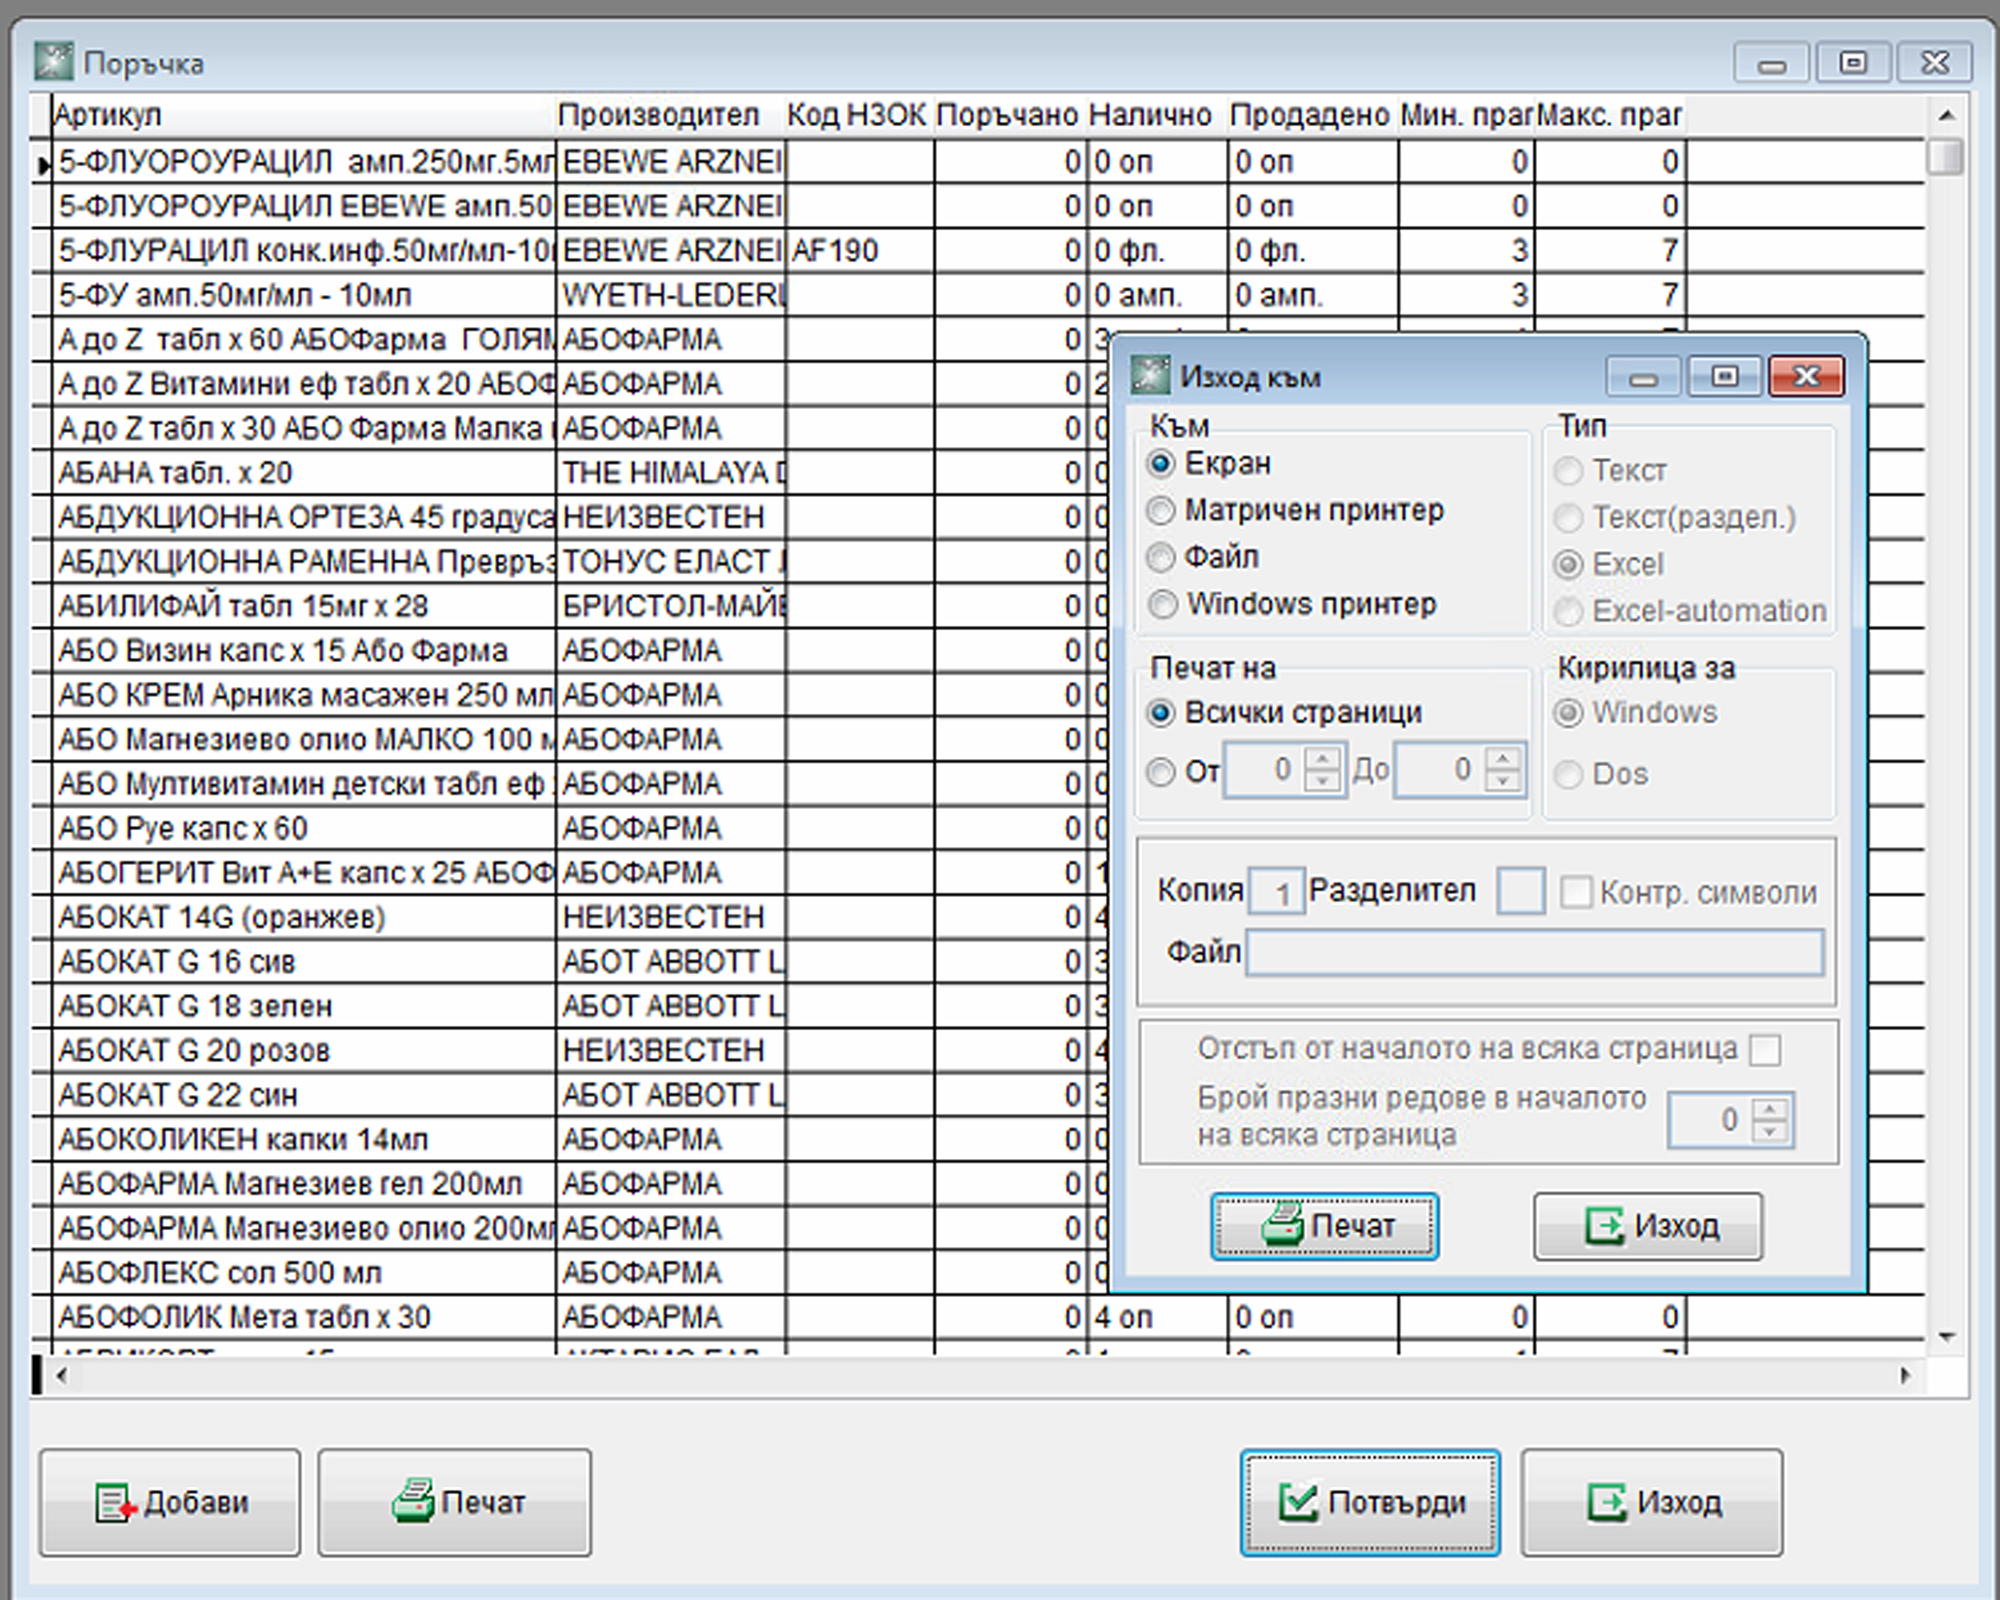 Поръчка
Артикул Производител Код НЗОК Поръчано Налично Продадено Мин. праг Макс. праг
5-ФЛУОРОУРАЦИЛ амп.250мг.5мл EBEWE ARZNEI 0 0 оп 0 оп 0 0
5-ФЛУОРОУРАЦИЛ EBEWE амп.50 EBEWE ARZNEI 0 0 оп 0 оп 0 0
5-ФЛУРАЦИЛ конк.инф.50мг/мл-10 EBEWE ARZNEI AF190 0 0 фл. 0 фл. 3 7
5-ФУ амп.50мг/мл - 10мл WYETH-LEDERL 0 0 амп. 0 амп. 3 7
А до Z табл х 60 АБОФарма ГОЛЯМ АБОФАРМА 0 3
А до Z Витамини еф табл х 20 АБОФ АБОФАРМА 0 2
А до Z табл х 30 АБО Фарма Малка АБОФАРМА 0 0
АБАНА табл. х 20 THE HIMALAYA D 0 0
АБДУКЦИОННА ОРТЕЗА 45 градуса НЕИЗВЕСТЕН 0 0
АБДУКЦИОННА РАМЕННА Превръз ТОНУС ЕЛАСТ 0 0
АБИЛИФАЙ табл 15мг х 28 БРИСТОЛ-МАЙЕ 0 0
АБО Визин капс х 15 Або Фарма АБОФАРМА 0 0
АБО КРЕМ Арника масажен 250 мл АБОФАРМА 0 0
АБО Магнезиево олио МАЛКО 100 м АБОФАРМА 0 0
АБО Мултивитамин детски табл еф АБОФАРМА 0 0
АБО Руе капс х 60 АБОФАРМА 0 0
АБОГЕРИТ Вит А+Е капс х 25 АБОФ АБОФАРМА 0 1
АБОКАТ 14G (оранжев) НЕИЗВЕСТЕН 0 4
АБОКАТ G 16 сив АБОТ ABBOTT L 0 3
АБОКАТ G 18 зелен АБОТ ABBOTT L 0 3
АБОКАТ G 20 розов НЕИЗВЕСТЕН 0 4
АБОКАТ G 22 син АБОТ ABBOTT L 0 3
АБОКОЛИКЕН капки 14мл АБОФАРМА 0 0
АБОФАРМА Магнезиев гел 200мл АБОФАРМА 0 0
АБОФАРМА Магнезиево олио 200мл АБОФАРМА 0 0
АБОФЛЕКС сол 500 мл АБОФАРМА 0 0
АБОФОЛИК Мета табл х 30 АБОФАРМА 0 4 оп 0 оп 0 0
Изход към
Към
Екран
Матричен принтер
Файл
Windows принтер
Тип
Текст
Текст(раздел.)
Excel
Excel-automation
Печат на
Всички страници
От 0 До 0
Кирилица за
Windows
Dos
Копия 1 Разделител Контр. символи
Файл
Отстъп от началото на всяка страница
Брой празни редове в началото
на всяка страница 0
Печат Изход
Добави Печат Потвърди Изход